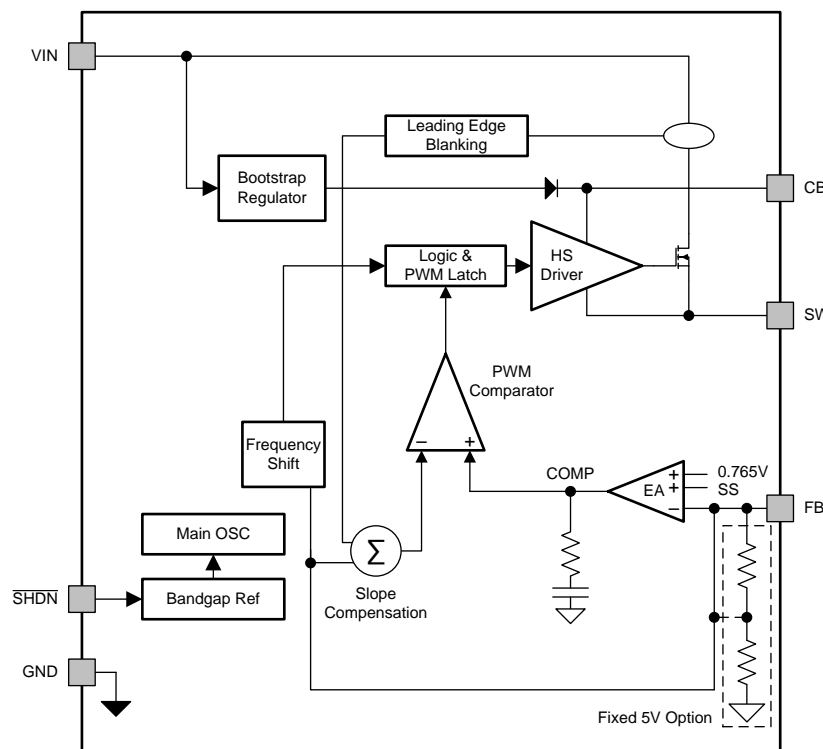 VIN
Leading Edge
Blanking
Bootstrap
Regulator
CB
Logic &
PWM Latch
HS
Driver
SW
PWM
Comparator
− +
Frequency
Shift
COMP
EA
+
+
−
0.765V
SS
FB
Main OSC
Σ
SHDN
Bandgap Ref
Slope
Compensation
GND
Fixed 5V Option